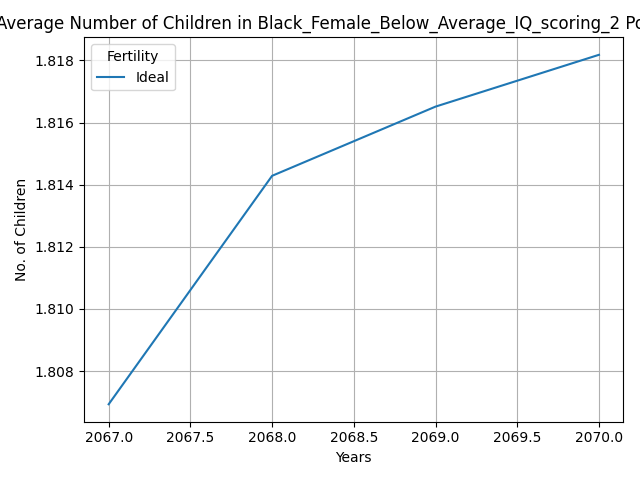 Average Number of Children in Black_Female_Below_Average_IQ_scoring_2 Po
Fertility
Ideal
1.818
1.816
1.814
1.812
1.810
1.808
No. of Children
2067.0 2067.5 2068.0 2068.5 2069.0 2069.5 2070.0
Years